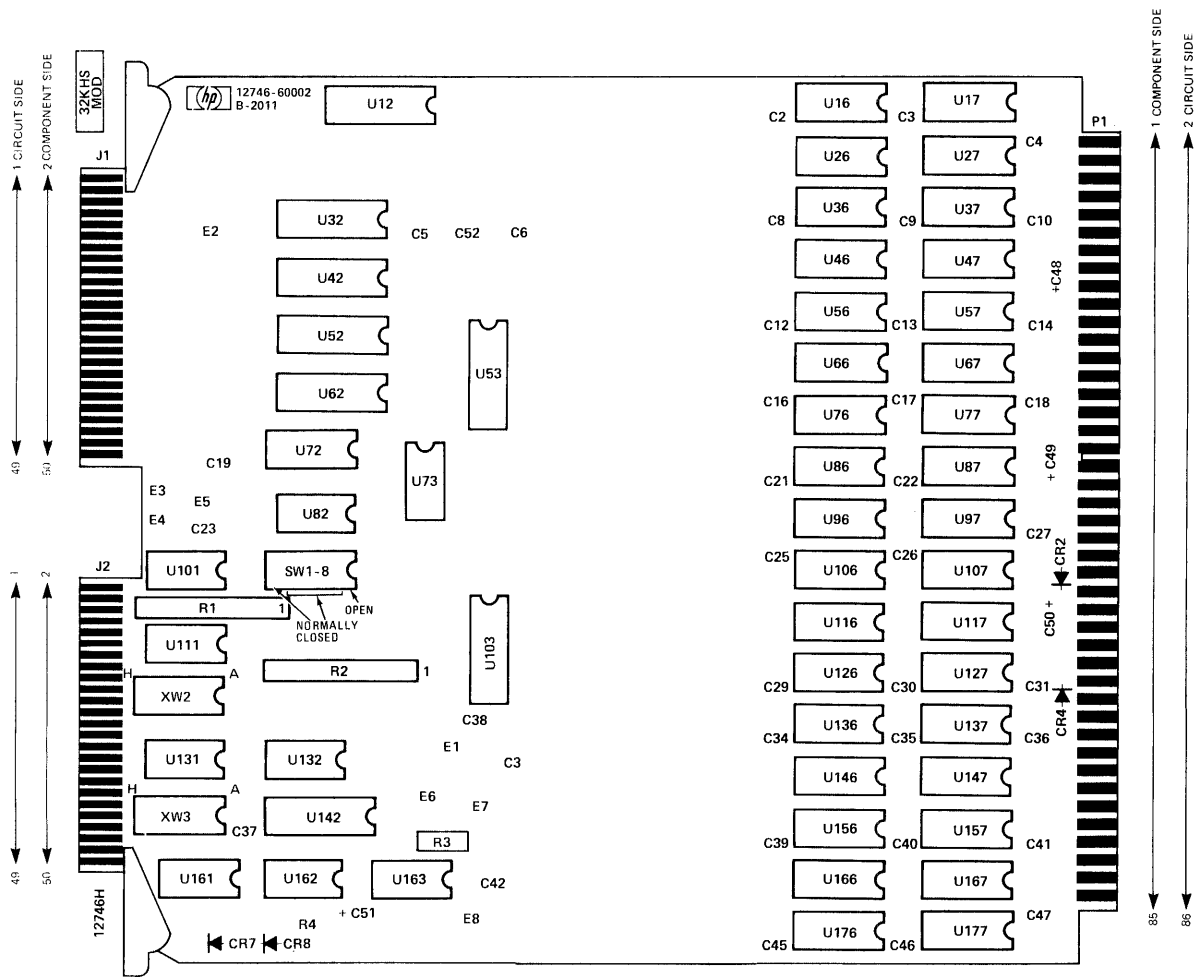 32KHS
MOD
hp
12746-60002
B-2011
U12
U16
U17
C2
C3
P1
C4
1 CIRCUIT SIDE
2 COMPONENT SIDE
J1
1 COMPONENT SIDE
2 CIRCUIT SIDE
U26
U27
U32
U36
U37
E2
C5
C52
C6
C8
C9
C10
U42
U46
U47
+C48
U52
U53
U56
U57
C12
C13
C14
U62
U66
U67
C16
C17
C18
U72
U76
U77
49
50
C19
U73
U86
U87
+C49
C21
C22
E3
E5
E4
C23
U82
U96
U97
C27
C25
C26
CR2
J2
1
2
U101
SW1-8
U106
U107
OPEN
NORMALLY
CLOSED
R1
1
U103
C50+
U111
U116
U117
R2
1
H
A
XW2
U126
U127
C29
C30
C31
CR4
C38
U136
U137
C34
C35
C36
E1
C3
U131
U132
U146
U147
H
A
XW3
C37
U142
E6
E7
R3
U156
U157
C39
C40
C41
49
50
U161
U162
U163
C42
U166
U167
12746H
+C51
R4
E8
C47
85
86
CR7
CR8
U176
U177
C45
C46